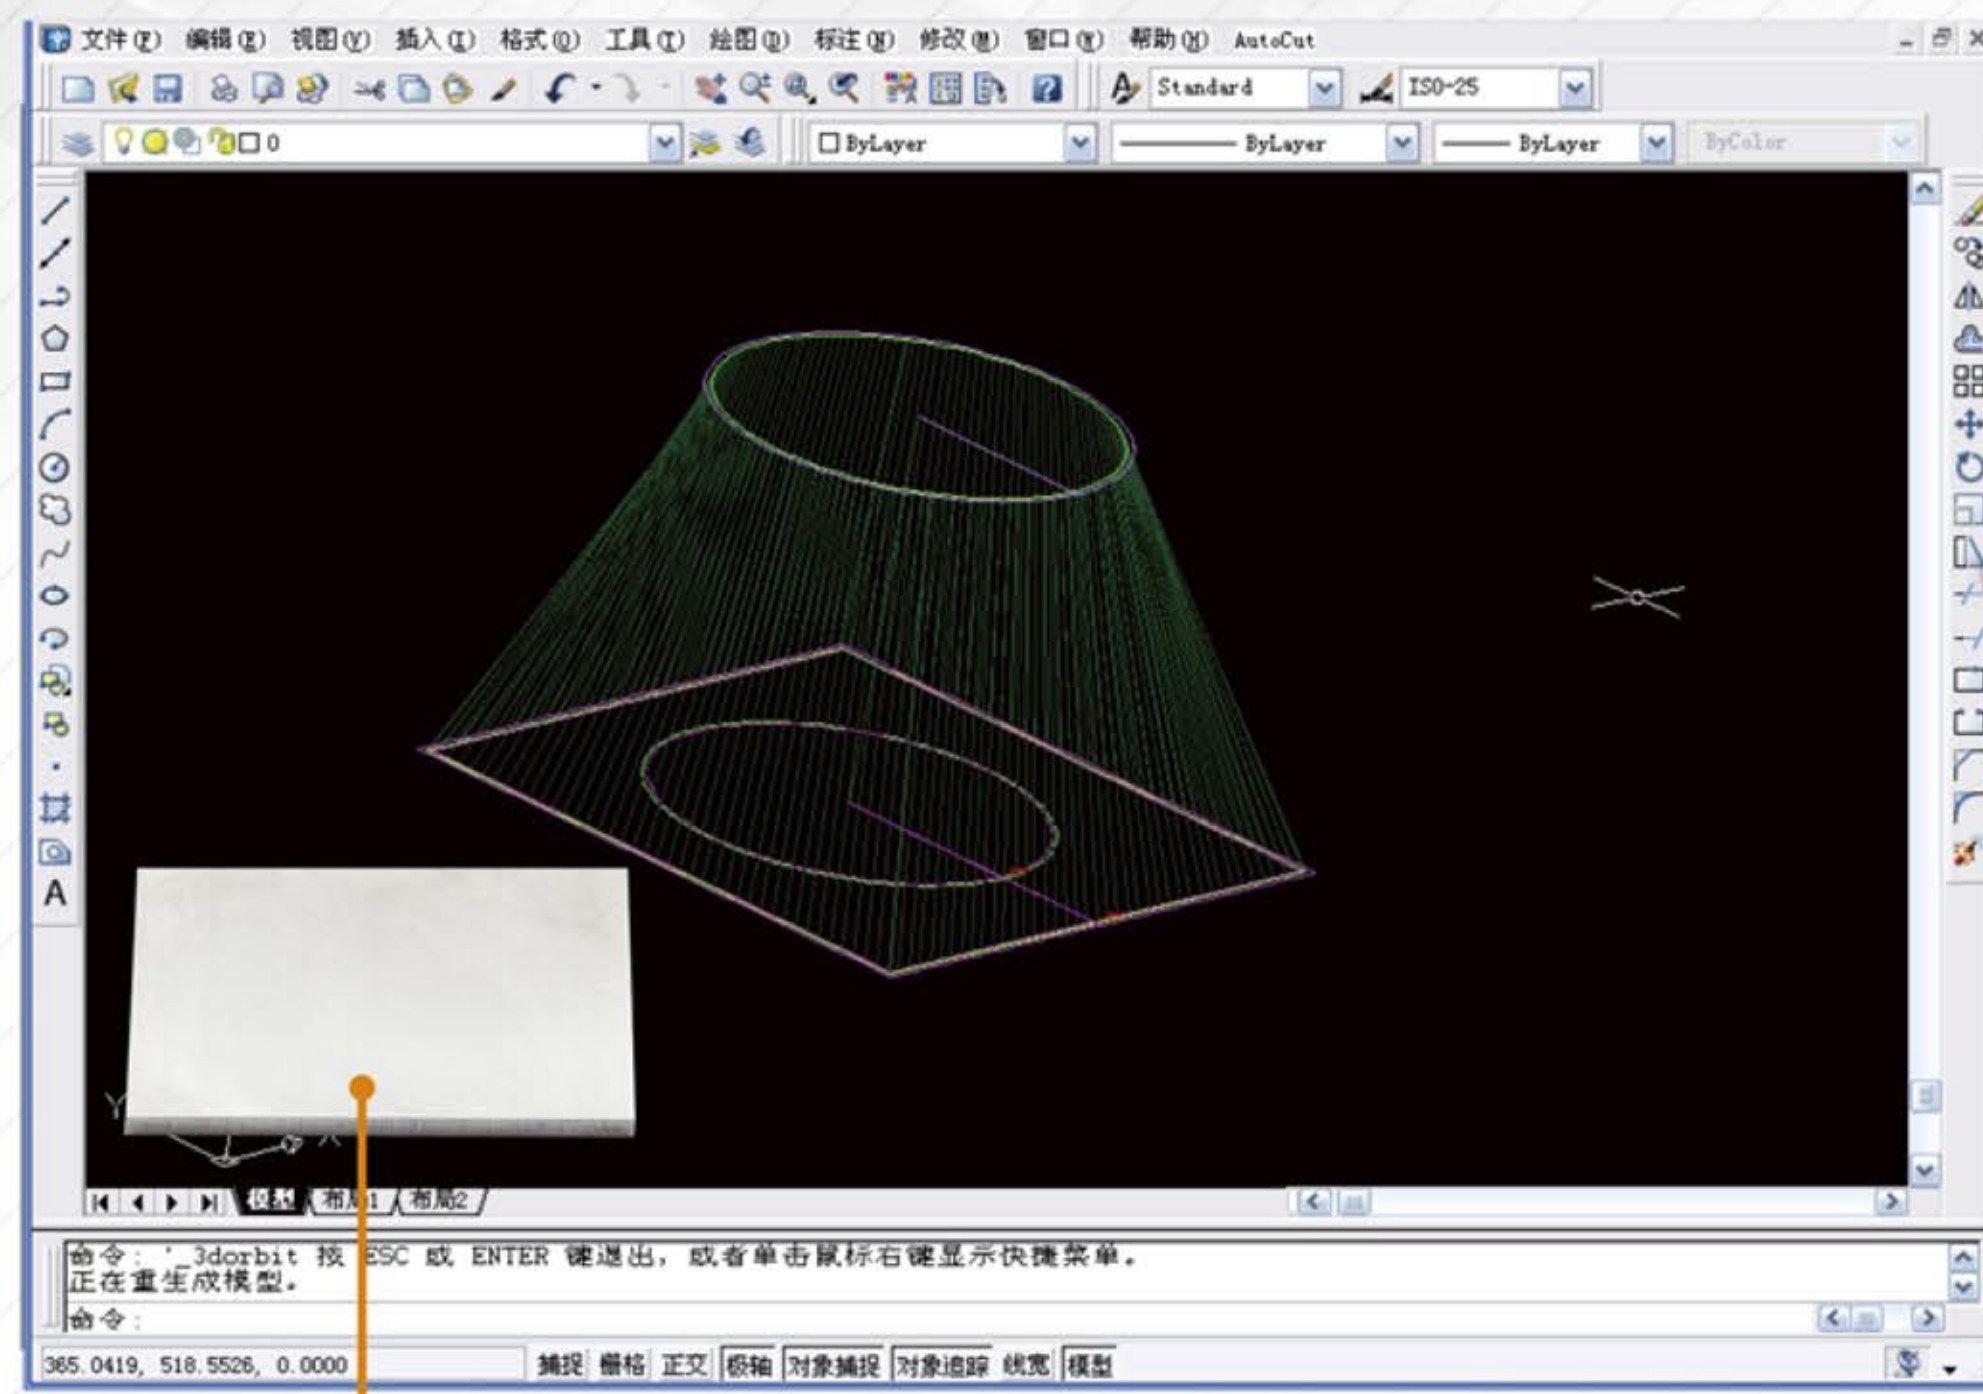 文件(F) 编辑(E) 视图(V) 插入(I) 格式(O) 工具(T) 绘图(D) 标注(N) 修改(M) 窗口(W) 帮助(H) AutoCut
Standard ISO-25
0 ByLayer ByLayer ByLayer ByColor
A
Y
X
模型 布局1 布局2
命令: '_3dorbit 按 ESC 或 ENTER 键退出，或者单击鼠标右键显示快捷菜单。
正在重生成模型。
命令:
365.0419, 518.5526, 0.0000 捕捉 栅格 正交 极轴 对象捕捉 对象追踪 线宽 模型